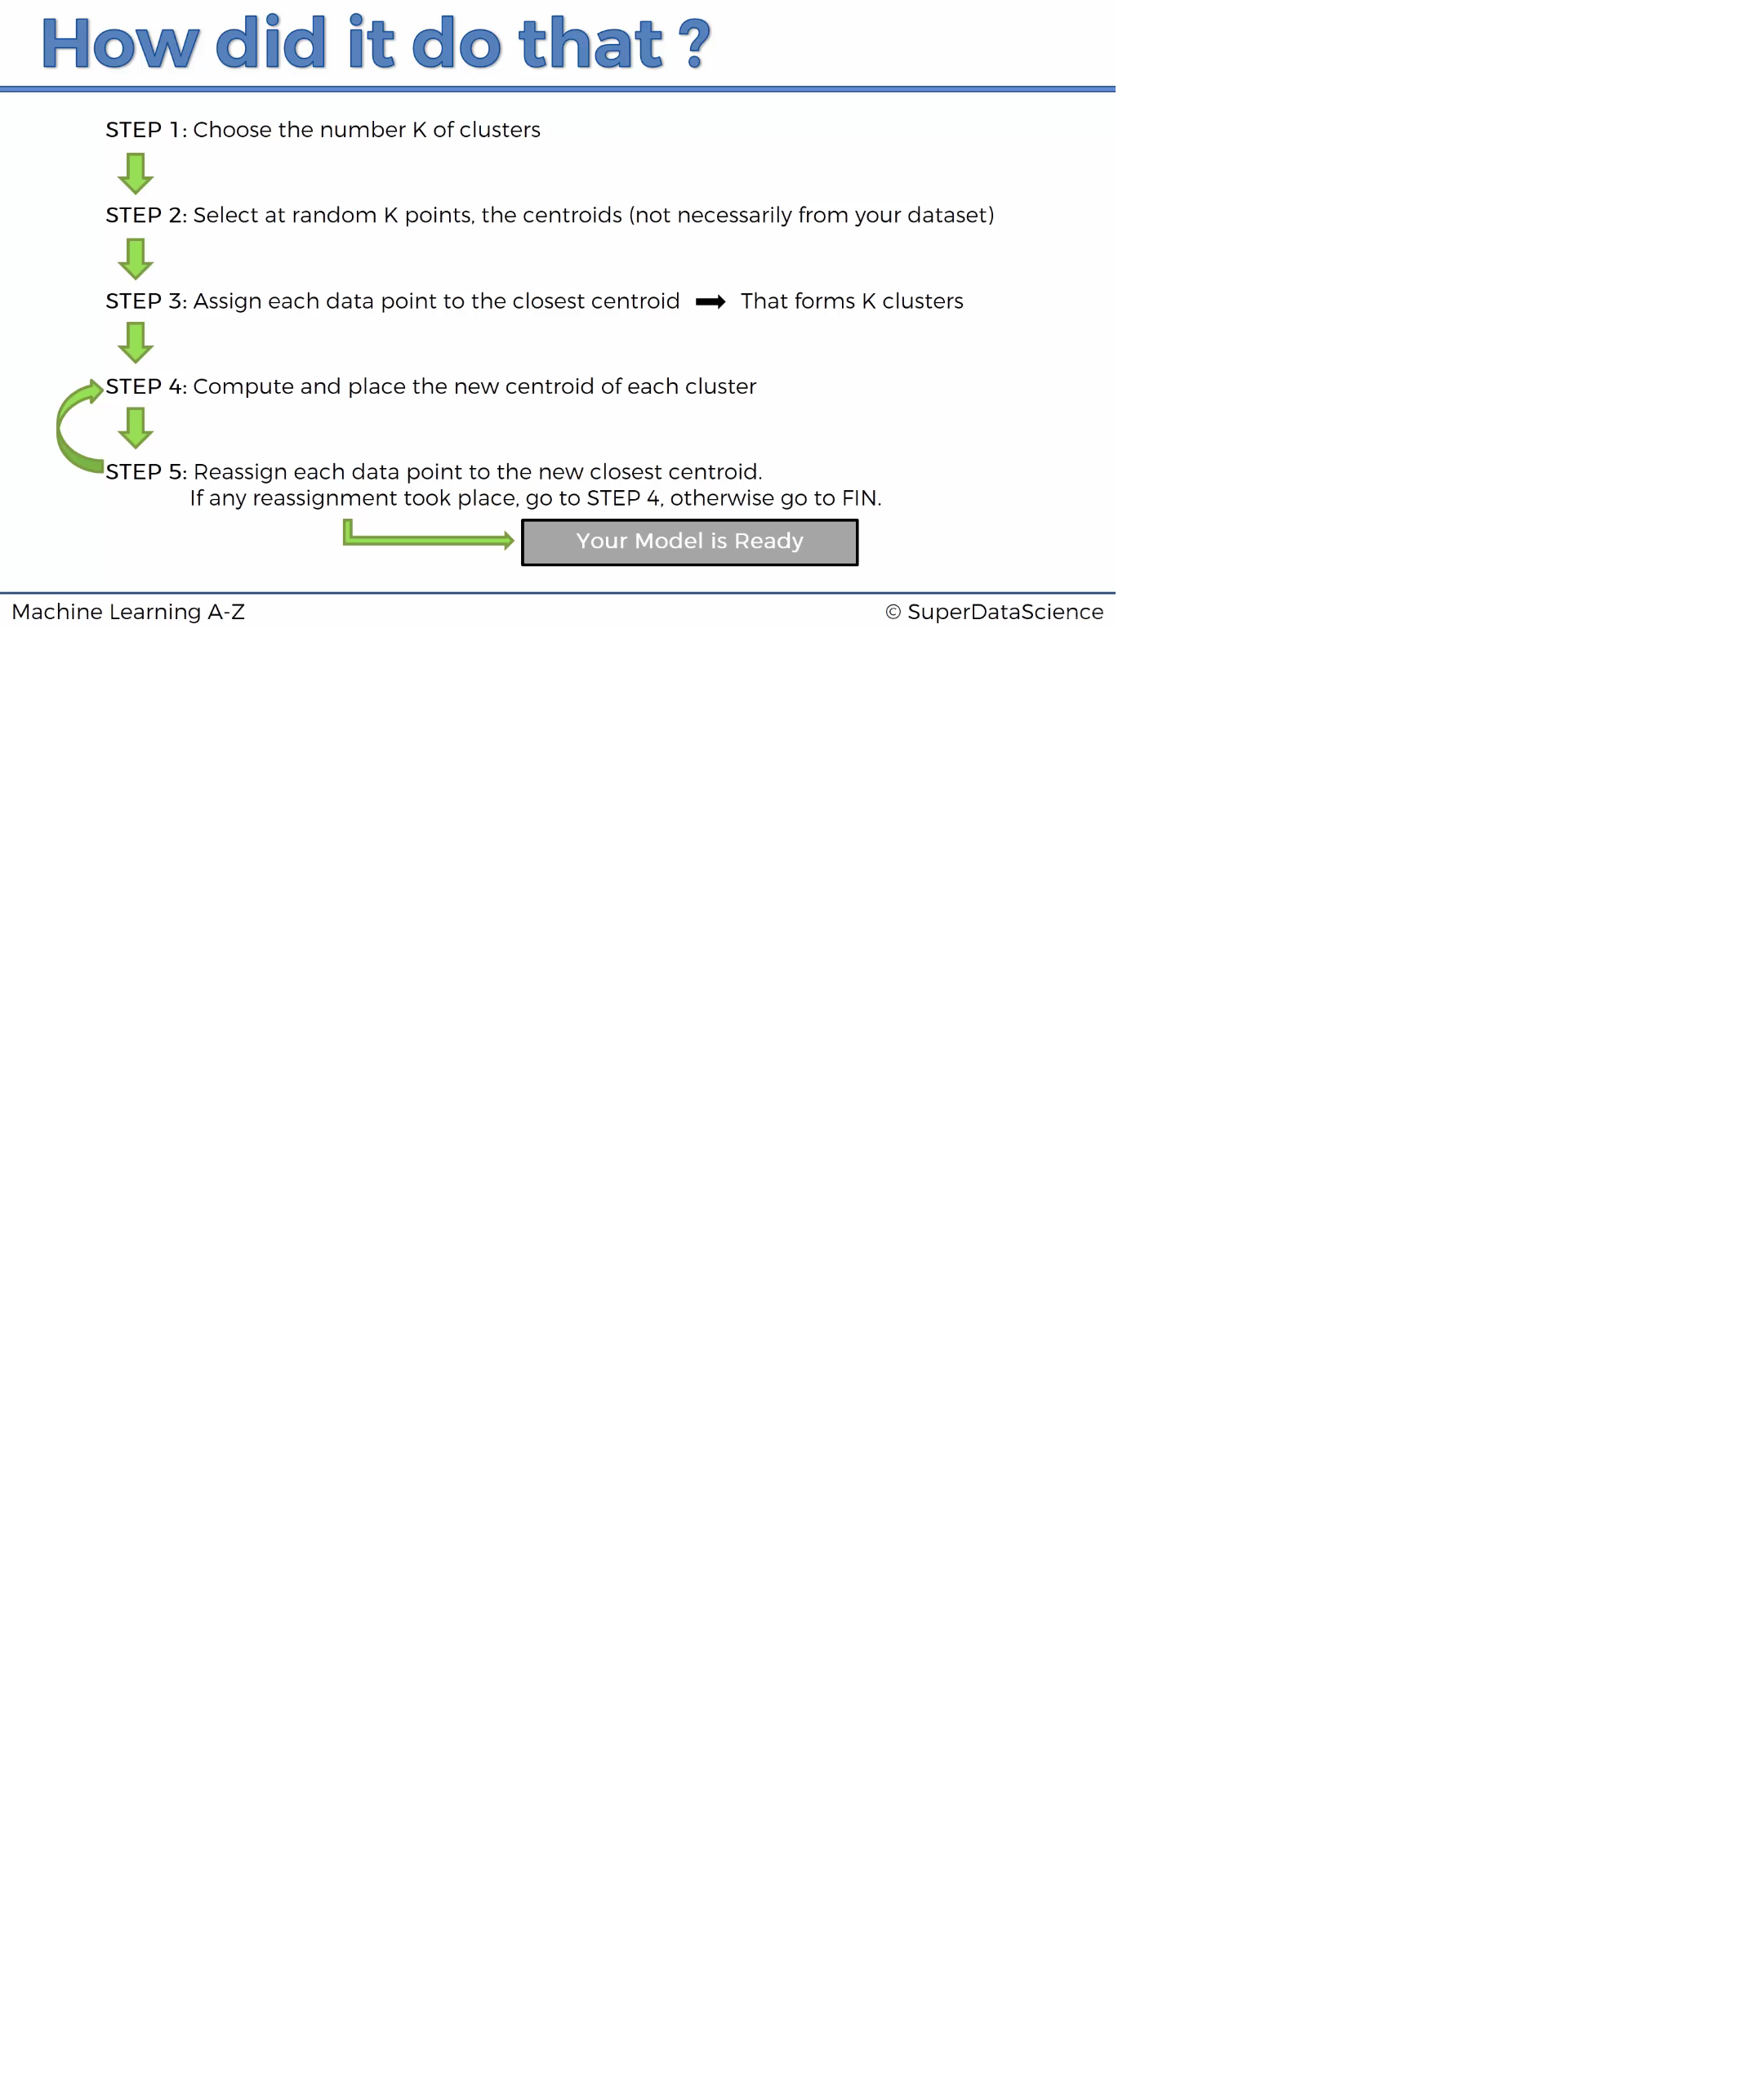 How did it do that ?
STEP 1: Choose the number K of clusters
STEP 2: Select at random K points, the centroids (not necessarily from your dataset)
STEP 3: Assign each data point to the closest centroid ➡ That forms K clusters
STEP 4: Compute and place the new centroid of each cluster
STEP 5: Reassign each data point to the new closest centroid.
If any reassignment took place, go to STEP 4, otherwise go to FIN.
Your Model is Ready
Machine Learning A-Z
© SuperDataScience